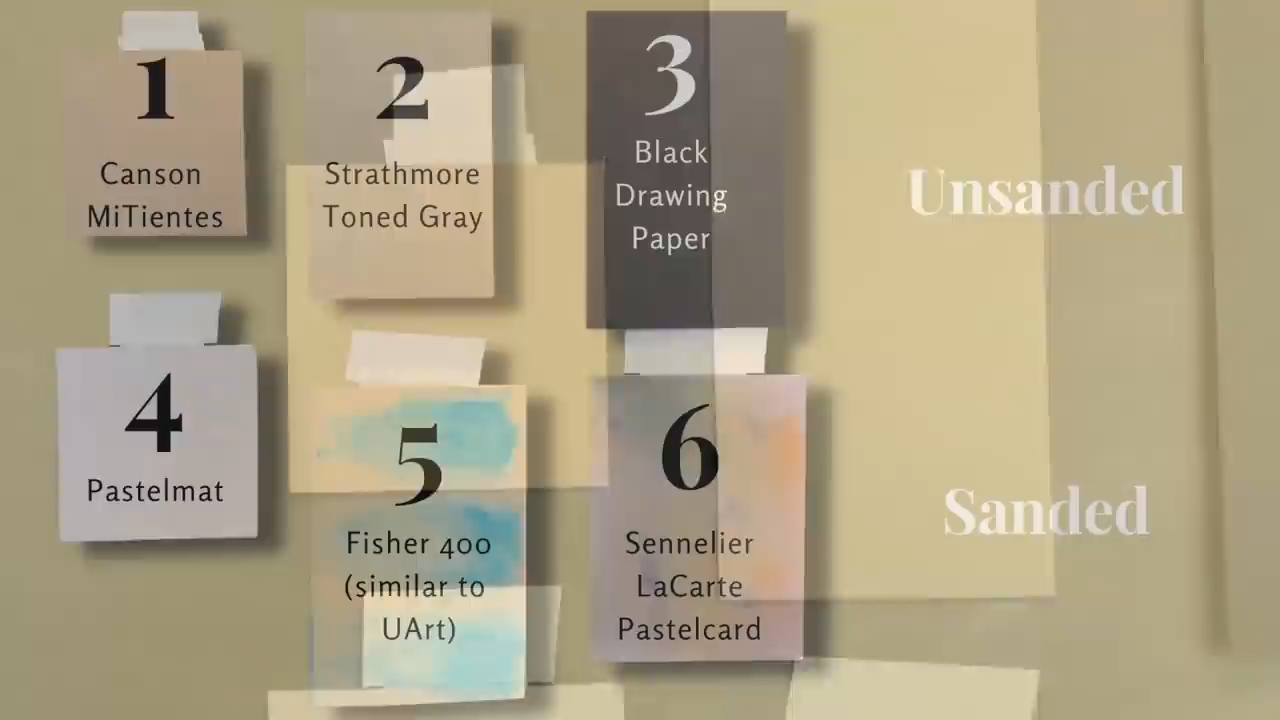 1
Canson
MiTientes
2
Strathmore
Toned Gray
3
Black
Drawing
Paper
Unsanded
4
Pastelmat
5
Fisher 400
(similar to
UArt)
6
Sennelier
LaCarte
Pastelcard
Sanded